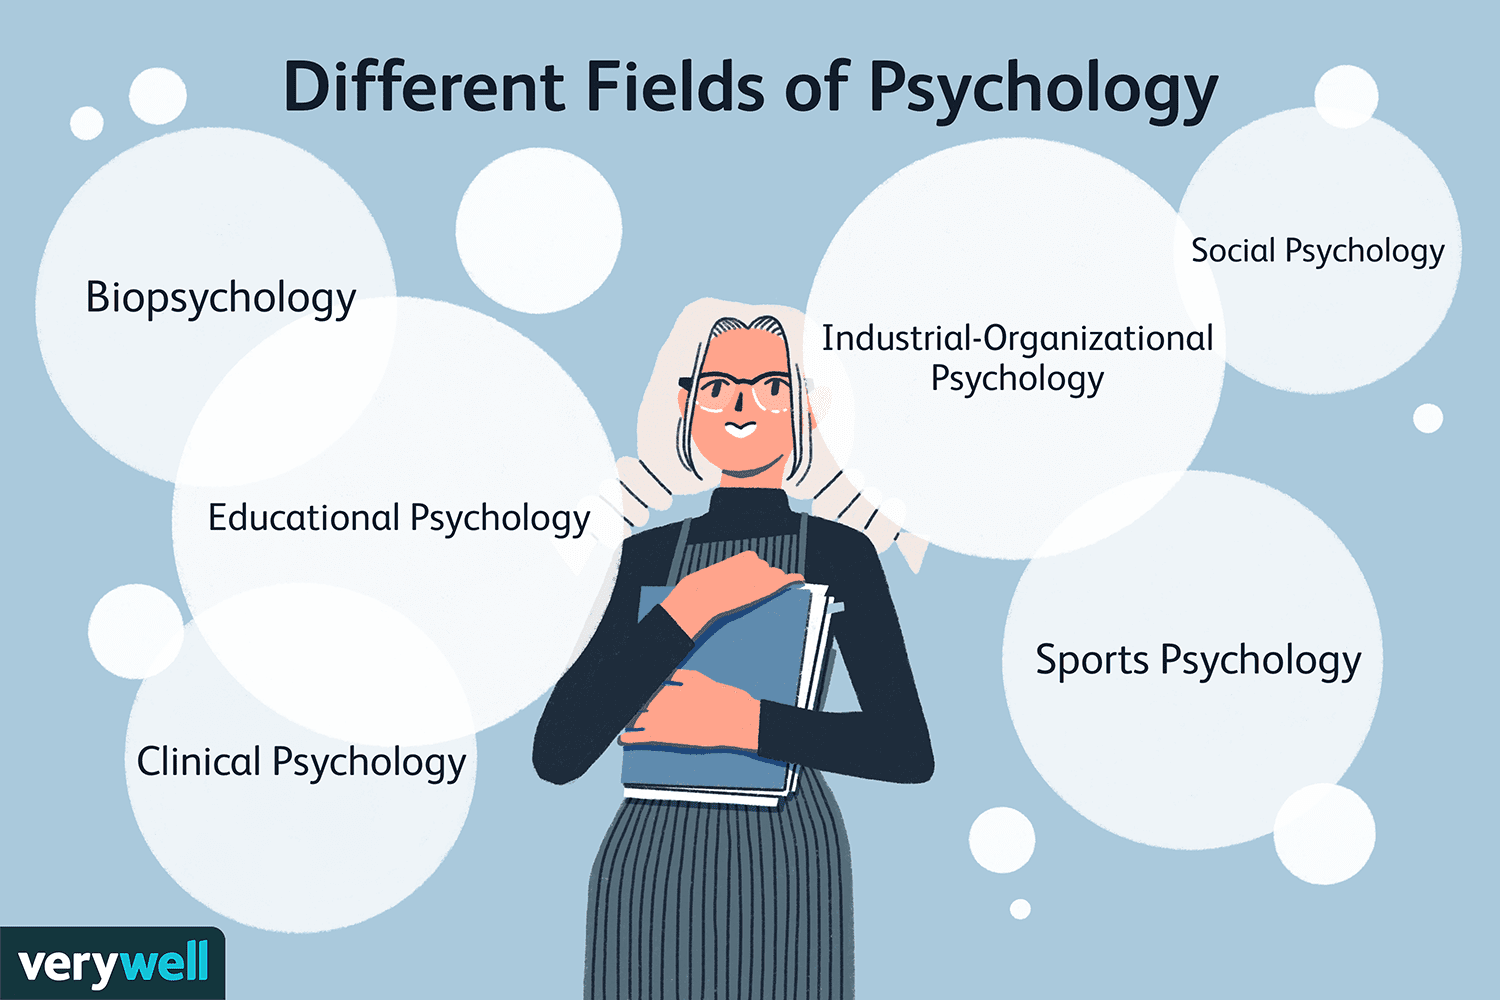 Different Fields of Psychology
Biopsychology
Social Psychology
Industrial-Organizational
Psychology
Educational Psychology
Sports Psychology
Clinical Psychology
verywell